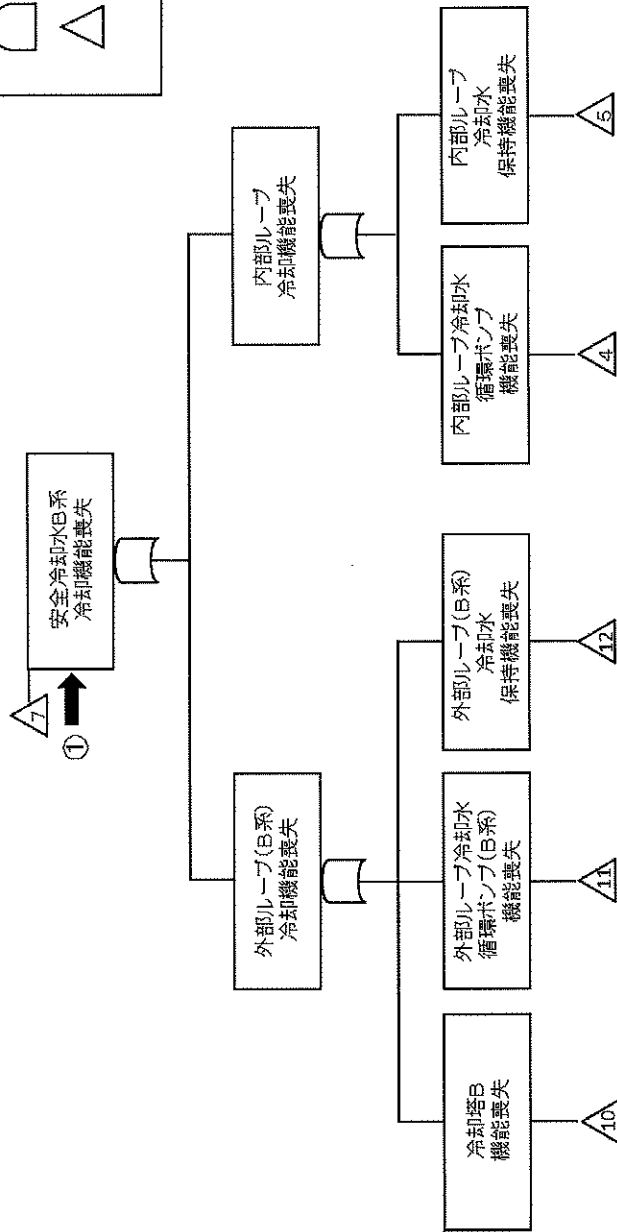 7
①
安全冷却水B系
冷却機能喪失
外部ループ(B系)
冷却機能喪失
内部ループ
冷却機能喪失
冷却塔B
機能喪失
外部ループ冷却水
循環ポンプ(B系)
機能喪失
外部ループ(B系)
冷却水
保持機能喪失
内部ループ冷却水
循環ポンプ
機能喪失
内部ループ
冷却水
保持機能喪失
10
11
12
4
5